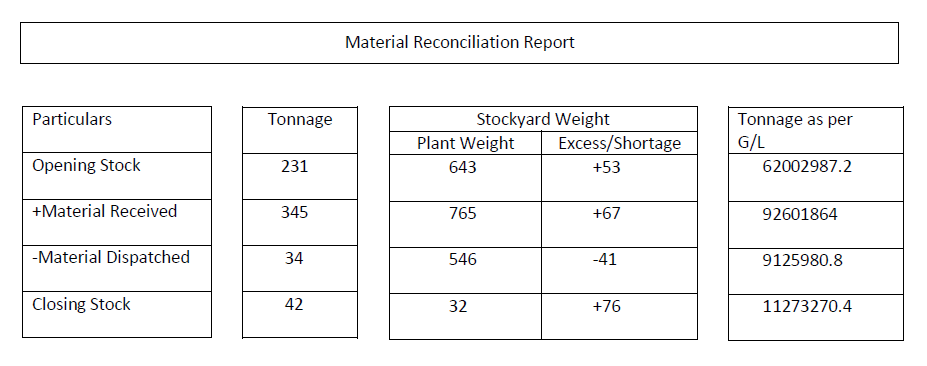 Material Reconciliation Report
Particulars Tonnage Stockyard Weight Tonnage as per
Plant Weight Excess/Shortage G/L
Opening Stock 231 643 +53 62002987.2
+Material Received 345 765 +67 92601864
-Material Dispatched 34 546 -41 9125980.8
Closing Stock 42 32 +76 11273270.4